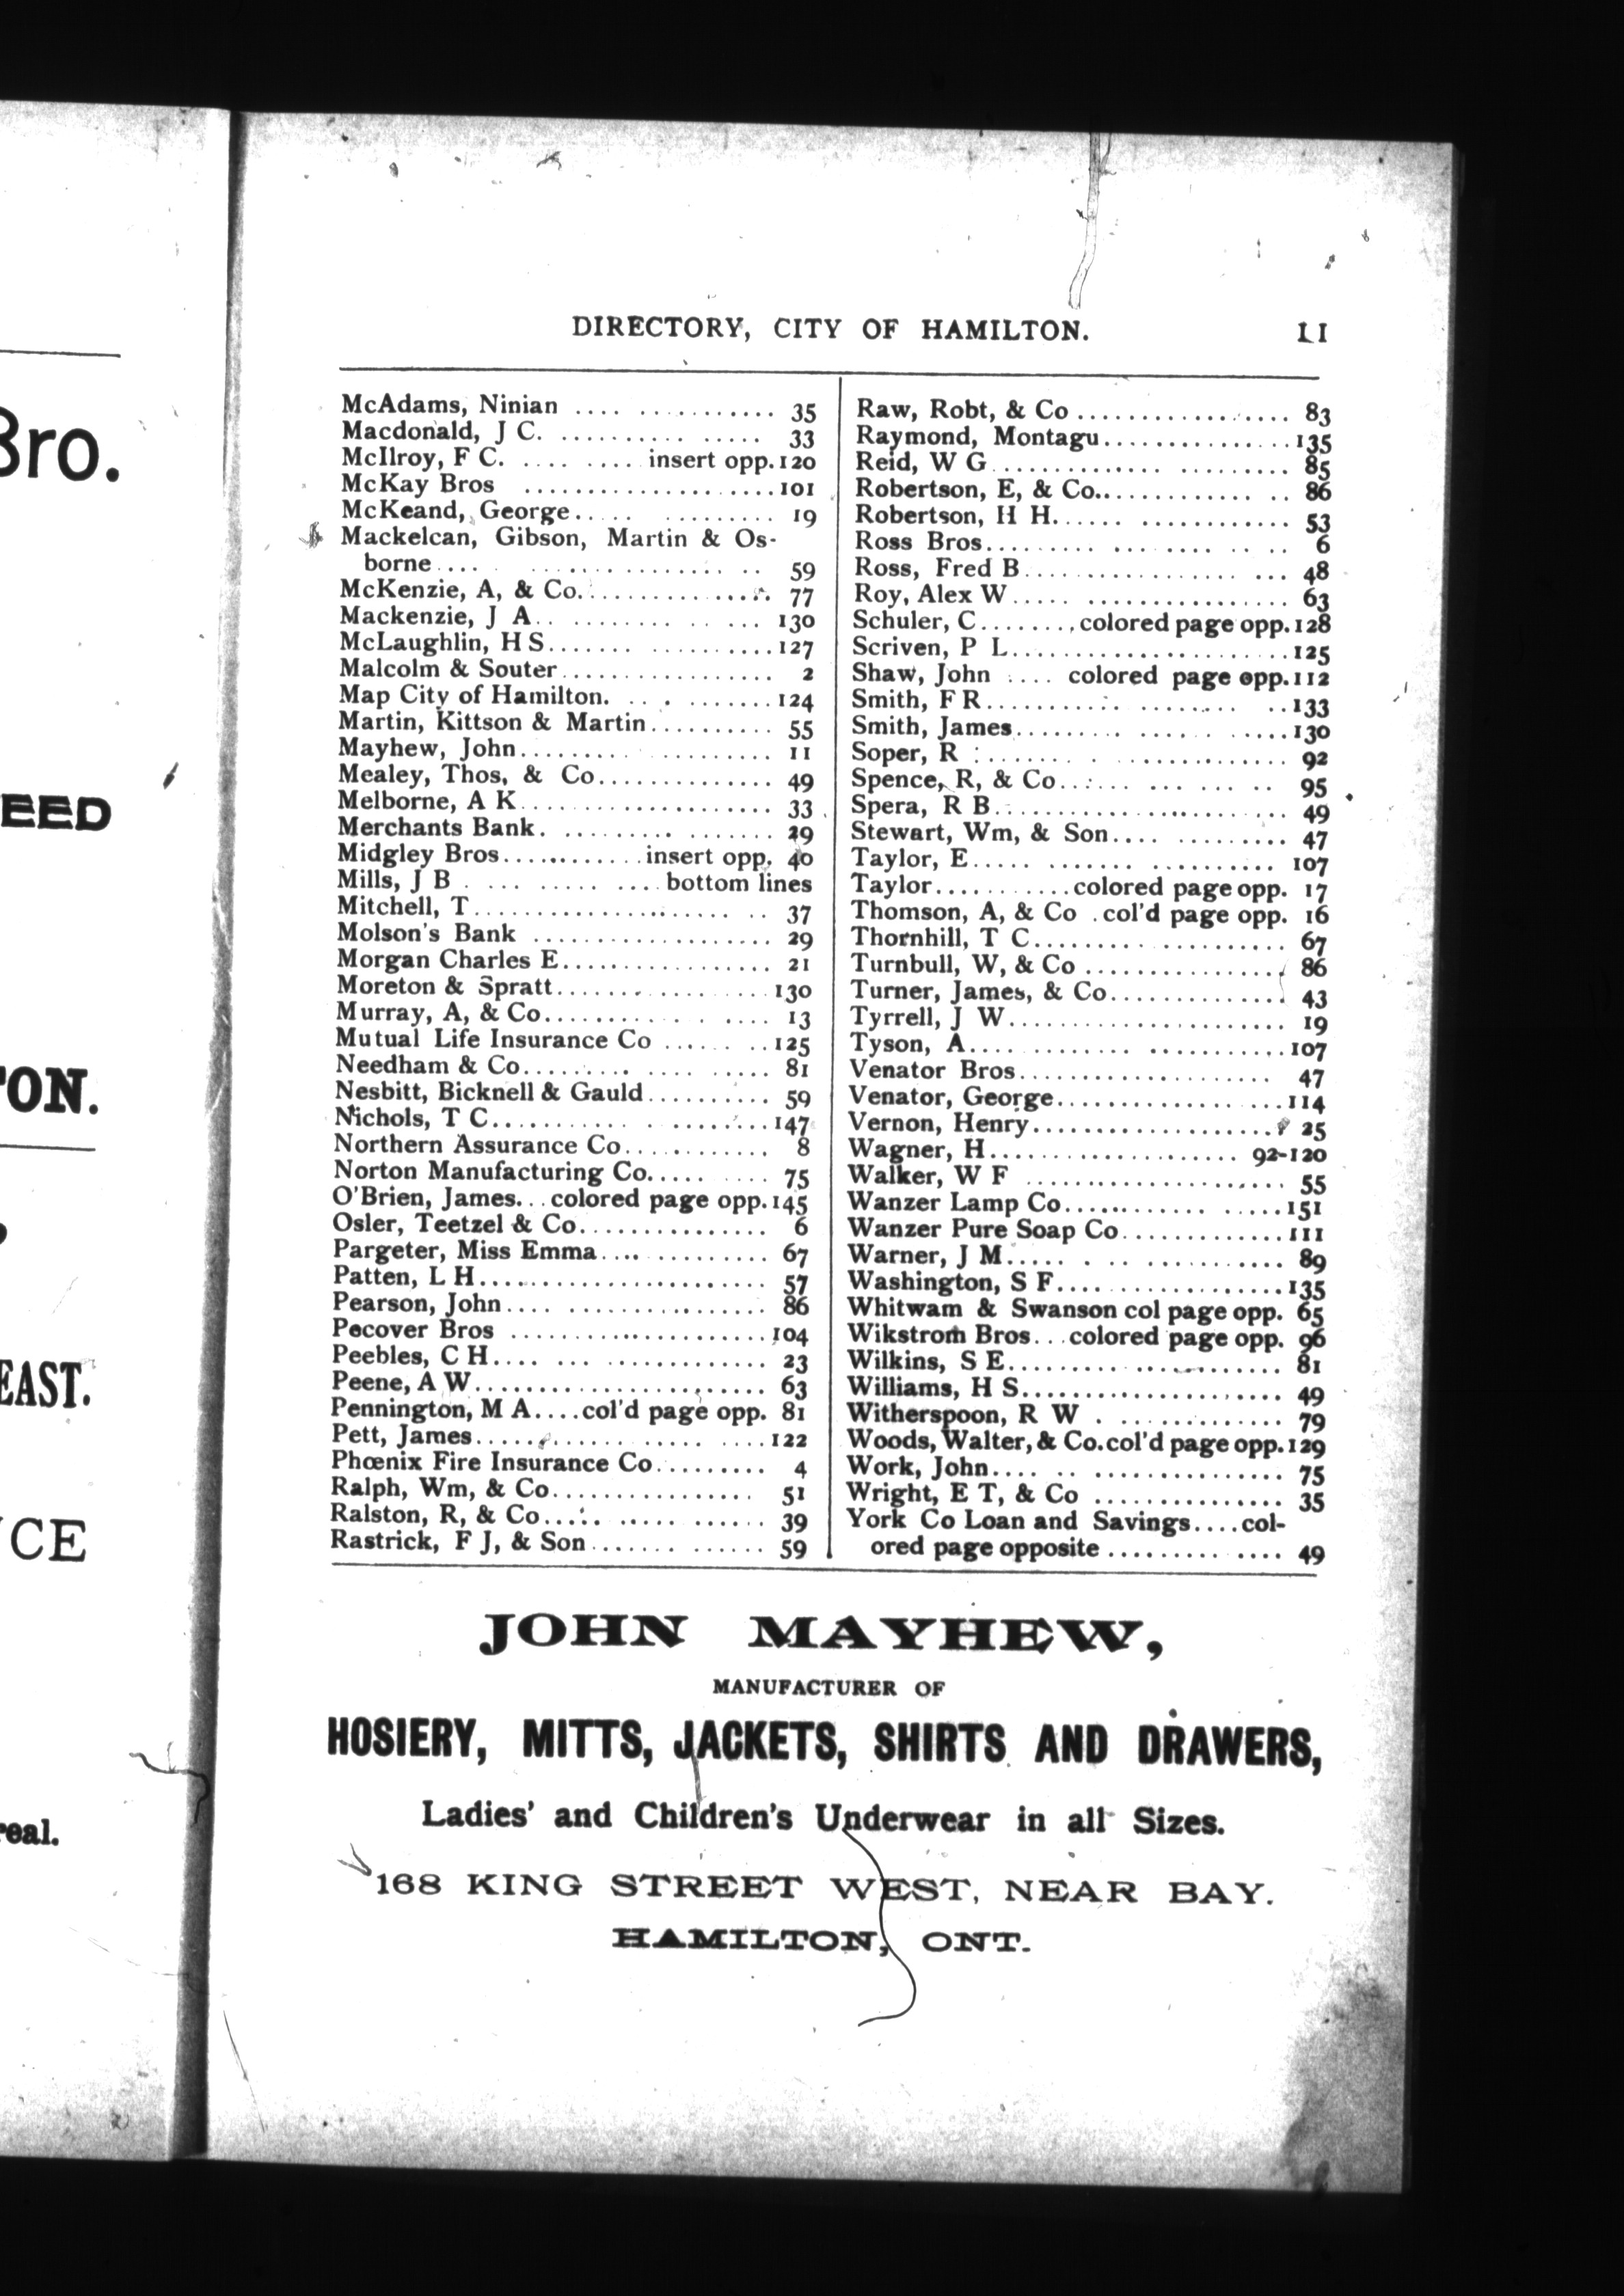 Bro.
EED
TON.
EAST.
CE
real.
DIRECTORY, CITY OF HAMILTON. 11
McAdams, Ninian .... ............ 35
Macdonald, J C. ........... ..... 33
McIlroy, F C. .... ........ insert opp. 120
McKay Bros ...................... 101
McKeand, George ..... .......... 19
Mackelcan, Gibson, Martin & Os-
borne .... .................. 59
McKenzie, A, & Co. ................ 77
Mackenzie, J A .. .......... .. ... 130
McLaughlin, H S ....... .......... 127
Malcolm & Souter ................. 2
Map City of Hamilton. .. . ....... 124
Martin, Kittson & Martin .......... 55
Mayhew, John .................... 11
Mealey, Thos, & Co ............... 49
Melborne, A K .................... 33
Merchants Bank. .......... ....... 29
Midgley Bros ............ insert opp. 40
Mills, J B . ... ...... ... bottom lines
Mitchell, T ...................... .. 37
Molson's Bank ................... 29
Morgan Charles E ................. 21
Moreton & Spratt ................. 130
Murray, A, & Co ............. .... 13
Mutual Life Insurance Co ...... .. 125
Needham & Co ......... .... ...... 81
Nesbitt, Bicknell & Gauld .......... 59
Nichols, T C ........... .......... 147
Northern Assurance Co ............ 8
Norton Manufacturing Co ..... .... 75
O'Brien, James... colored page opp. 145
Osler, Teetzel & Co ............... 6
Pargeter, Miss Emma .... .......... 67
Patten, L H ....................... 57
Pearson, John .... ................ 86
Pecover Bros ..................... 104
Peebles, C H .... ... ............. 23
Peene, A W ....................... 63
Pennington, M A .... col'd page opp. 81
Pett, James ................... .... 122
Phœnix Fire Insurance Co ......... 4
Ralph, Wm, & Co ................ 51
Ralston, R, & Co ...... ..... ...... 39
Rastrick, F J, & Son ....... ...... 59
Raw, Robt, & Co ................. 83
Raymond, Montagu ............... 135
Reid, W G .............. ......... 85
Robertson, E, & Co .............. .. 86
Robertson, H H ...... ............ 53
Ross Bros ......... ... .... .. .. 6
Ross, Fred B ................ ... 48
Roy, Alex W ..... ................ 63
Schuler, C ........ colored page opp. 128
Scriven, P L ...................... 125
Shaw, John .... colored page opp. 112
Smith, F R .......... .. ..... .. 133
Smith, James ........... ... ...... 130
Soper, R : ....... . ............. 92
Spence, R, & Co ..... ... .... .. 95
Spera, R B .................. ... 49
Stewart, Wm, & Son .... .......... 47
Taylor, E ..... ....... .......... 107
Taylor ........... colored page opp. 17
Thomson, A, & Co . col'd page opp. 16
Thornhill, T C ..................... 67
Turnbull, W, & Co ................ 86
Turner, James, & Co .............. 43
Tyrrell, J W ....................... 19
Tyson, A ........... ............. 107
Venator Bros ..................... 47
Venator, George .................. 114
Vernon, Henry .................... 25
Wagner, H .................... 92-120
Walker, W F ..................... 55
Wanzer Lamp Co ............. ..... 151
Wanzer Pure Soap Co ............. 111
Warner, J M ..... . .. ........... 89
Washington, S F .................. 135
Whitwam & Swanson col page opp. 65
Wikstrom Bros... colored page opp. 96
Wilkins, S E ...................... 81
Williams, H S ..................... 49
Witherspoon, R W . ............. 79
Woods, Walter, & Co. col'd page opp. 129
Work, John .... .. ............... 75
Wright, E T, & Co ............... 35
York Co Loan and Savings .... col-
ored page opposite .......... .... 49
JOHN MAYHEW,
MANUFACTURER OF
HOSIERY, MITTS, JACKETS, SHIRTS AND DRAWERS,
Ladies' and Children's Underwear in all Sizes.
168 KING STREET WEST, NEAR BAY.
HAMILTON, ONT.